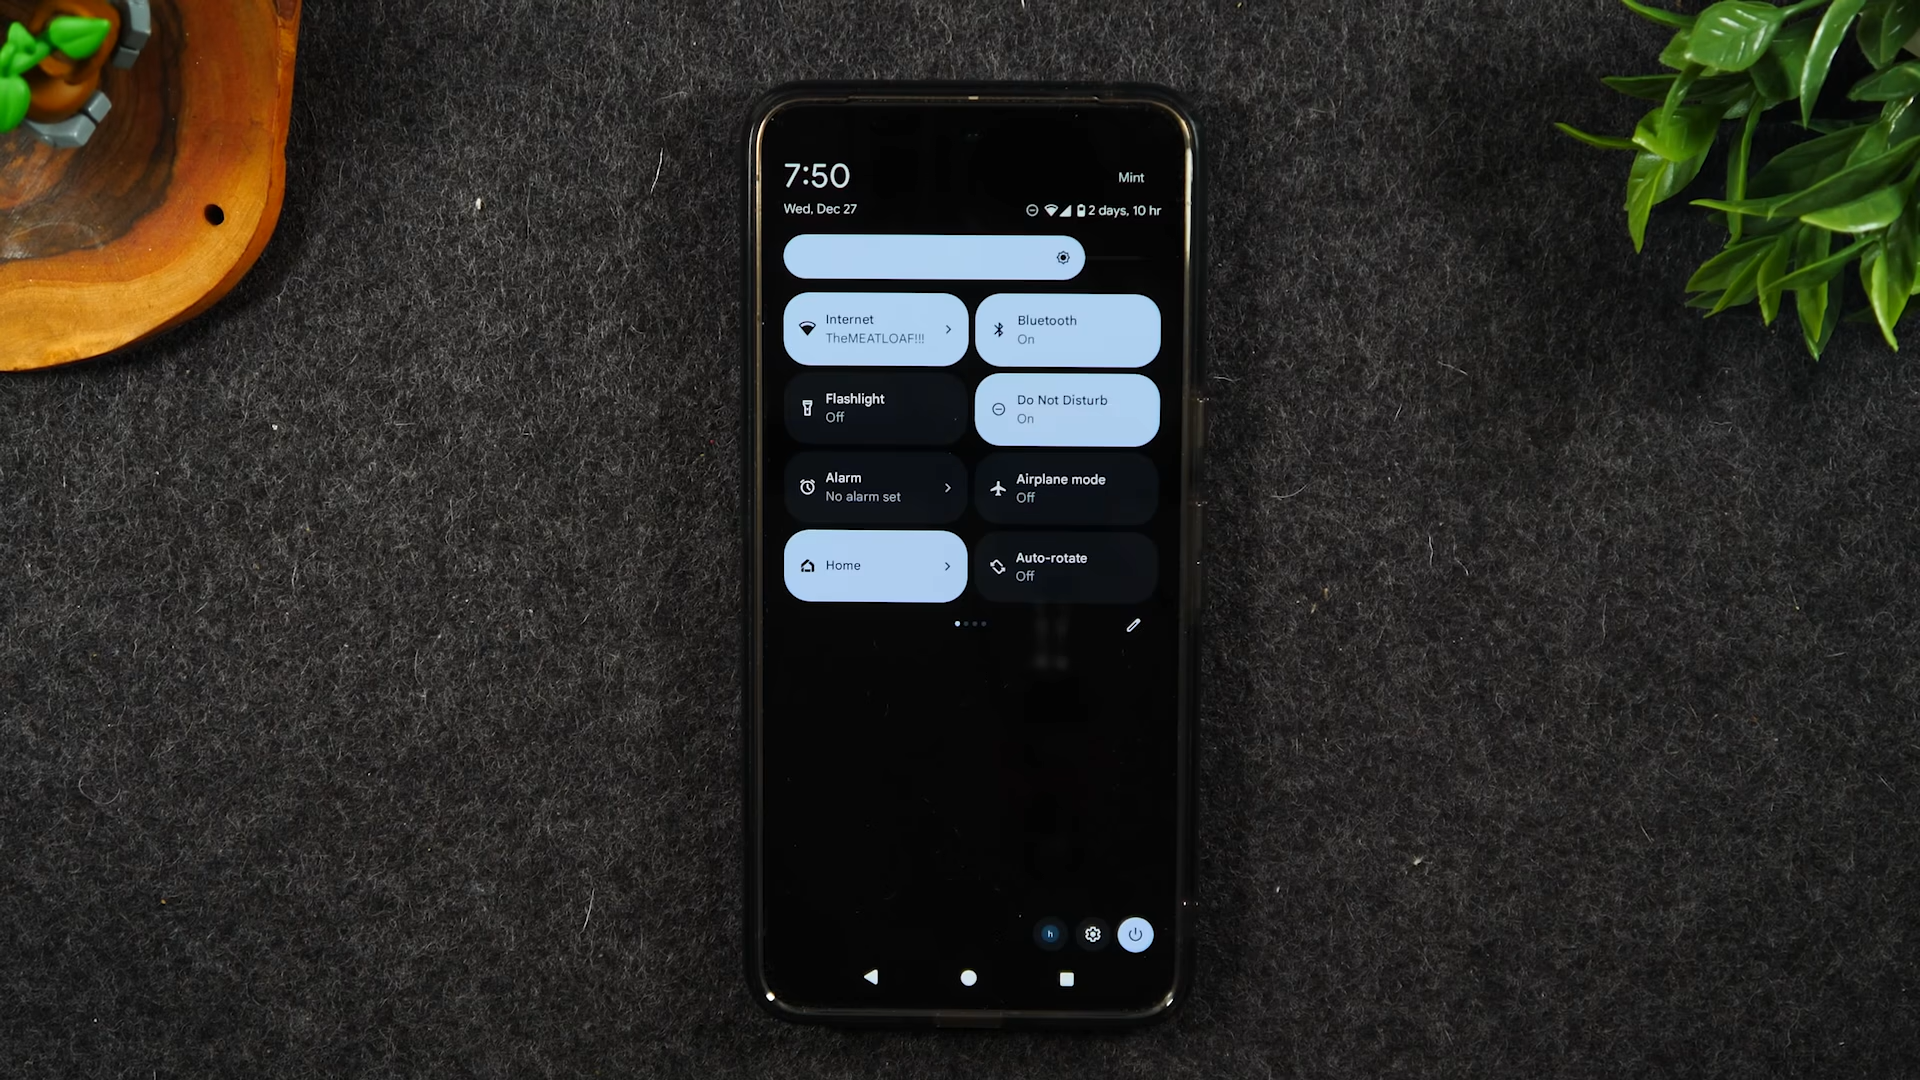 7:50
Mint
Wed, Dec 27
2 days, 10 hr
Internet
TheMEATLOAF!!!
Bluetooth
On
Flashlight
Off
Do Not Disturb
On
Alarm
No alarm set
Airplane mode
Off
Home
Auto-rotate
Off
h